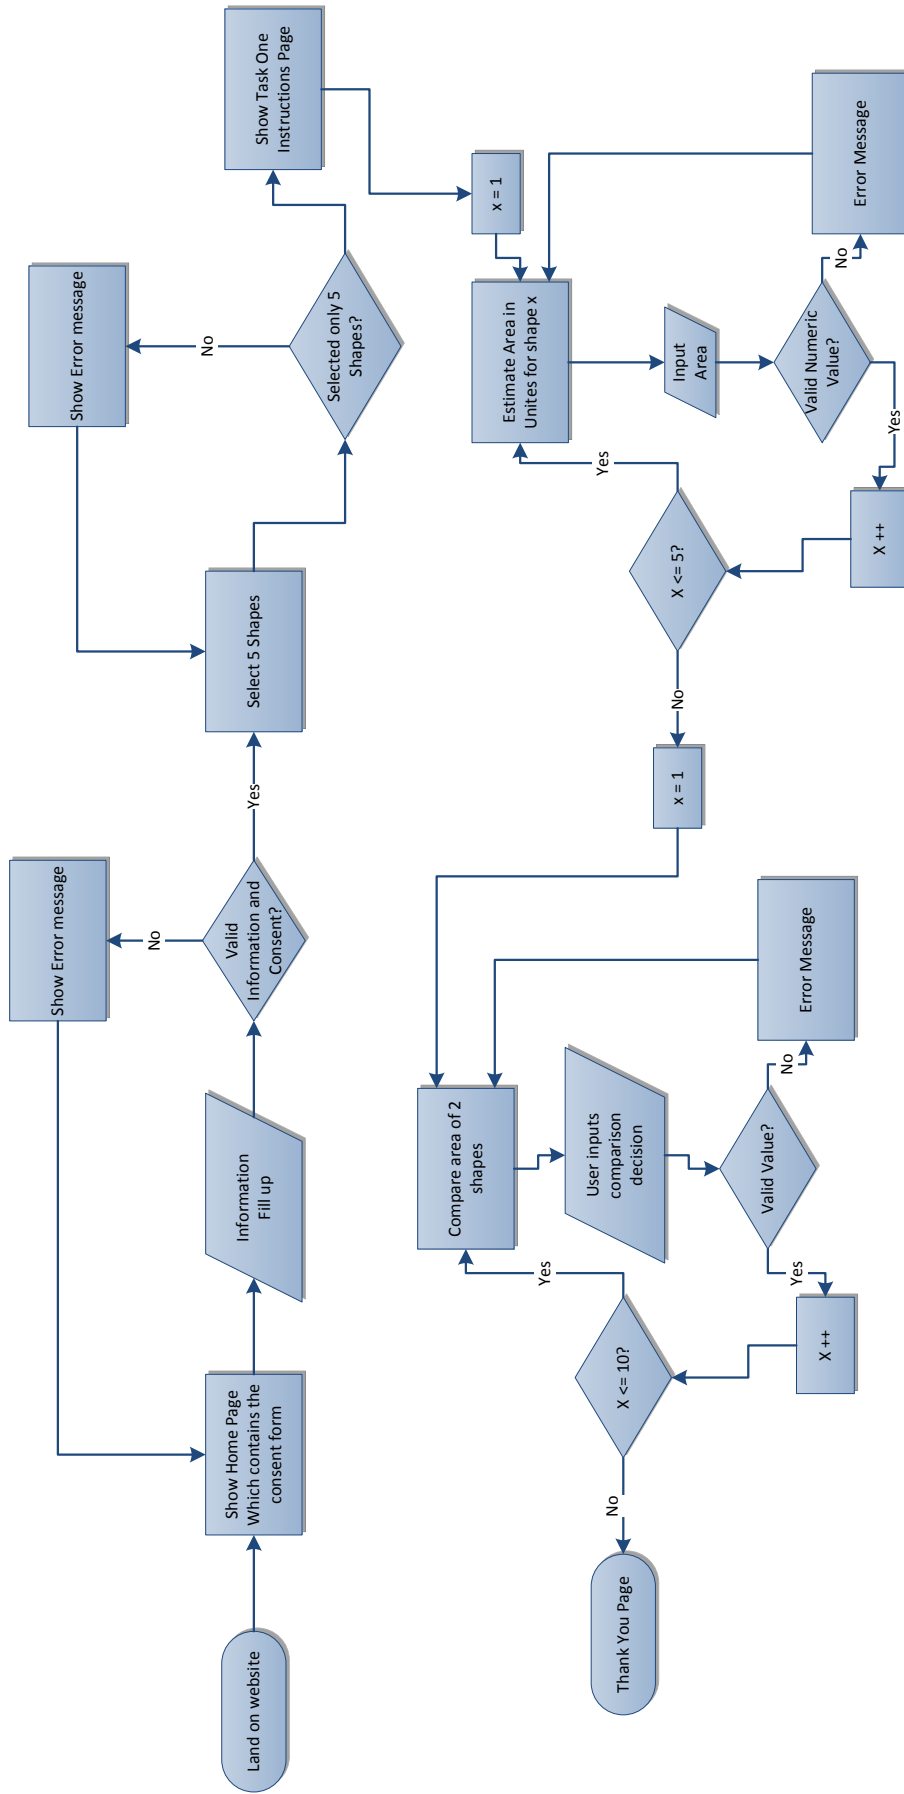 Land on website
Show Home Page
Which contains the
consent form
Information
Fill up
Valid
Information and
Consent?
No
Show Error message
Yes
Select 5 Shapes
Selected only 5
Shapes?
No
Show Error message
Show Task One
Instructions Page
x = 1
Estimate Area in
Unites for shape x
Input
Area
Valid Numeric
Value?
No
Error Message
Yes
X ++
X <= 5?
Yes
No
x = 1
Compare area of 2
shapes
User inputs
comparison
decision
Valid Value?
No
Error Message
Yes
X ++
X <= 10?
Yes
No
Thank You Page